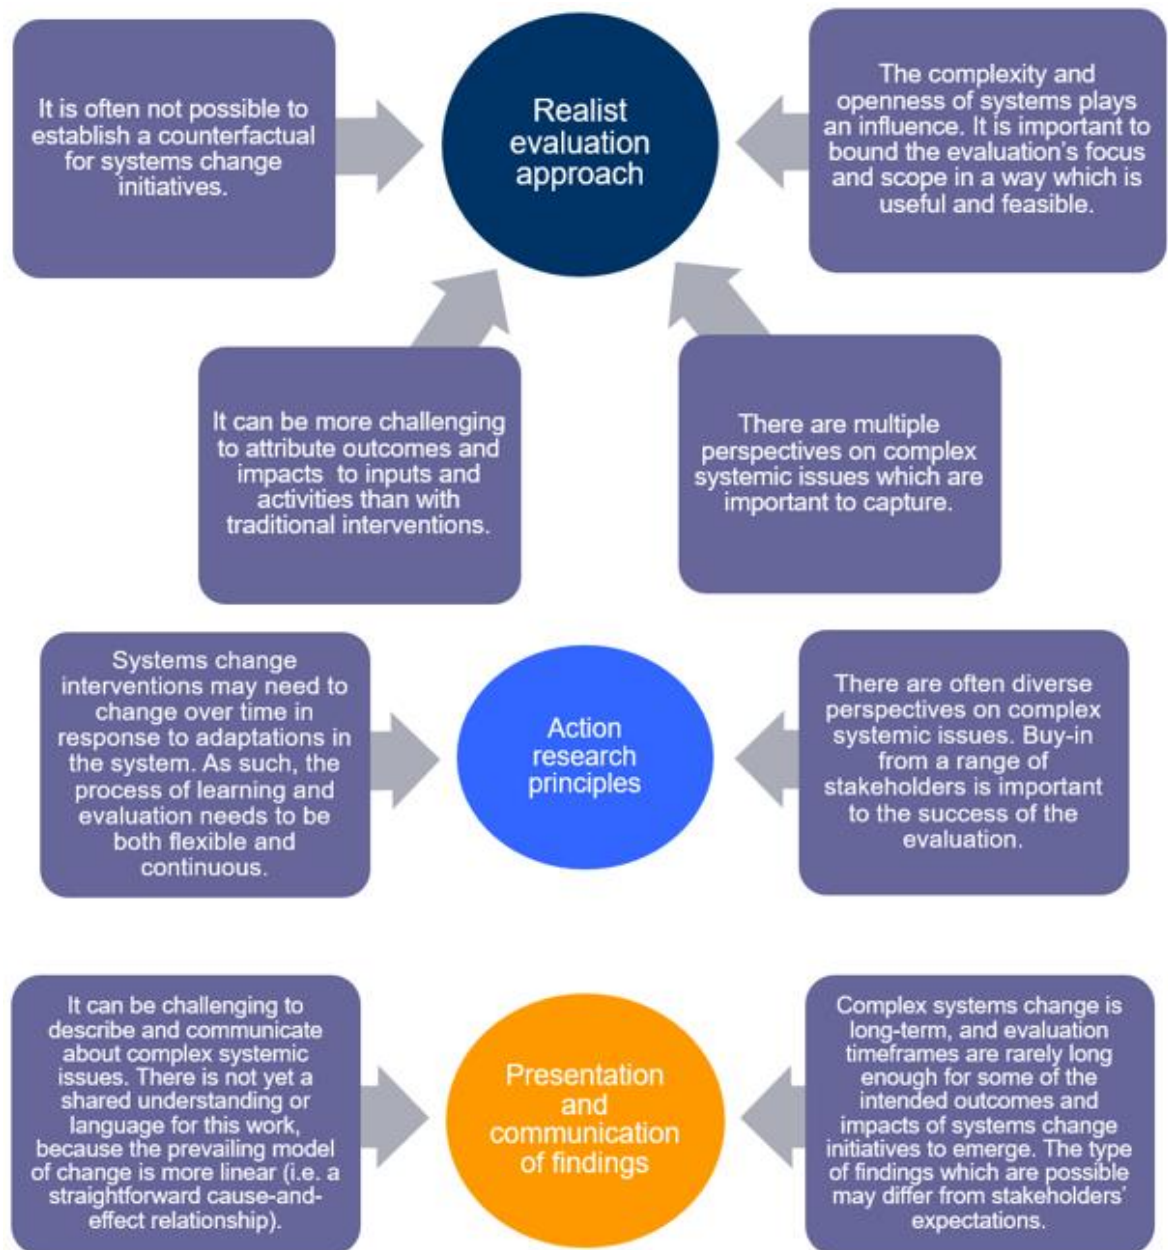 It is often not possible to
establish a counterfactual
for systems change
initiatives.
Realist
evaluation
approach
The complexity and
openness of systems plays
an influence. It is important to
bound the evaluation's focus
and scope in a way which is
useful and feasible.
It can be more challenging
to attribute outcomes and
impacts to inputs and
activities than with
traditional interventions.
There are multiple
perspectives on complex
systemic issues which are
important to capture.
Systems change
interventions may need to
change over time in
response to adaptations in
the system. As such, the
process of learning and
evaluation needs to be
both flexible and
continuous.
Action
research
principles
There are often diverse
perspectives on complex
systemic issues. Buy-in
from a range of
stakeholders is important
to the success of the
evaluation.
It can be challenging to
describe and communicate
about complex systemic
issues. There is not yet a
shared understanding or
language for this work,
because the prevailing model
of change is more linear (i.e. a
straightforward cause-and-
effect relationship).
Presentation
and
communication
of findings
Complex systems change is
long-term, and evaluation
timeframes are rarely long
enough for some of the
intended outcomes and
impacts of systems change
initiatives to emerge. The type
of findings which are possible
may differ from stakeholders'
expectations.